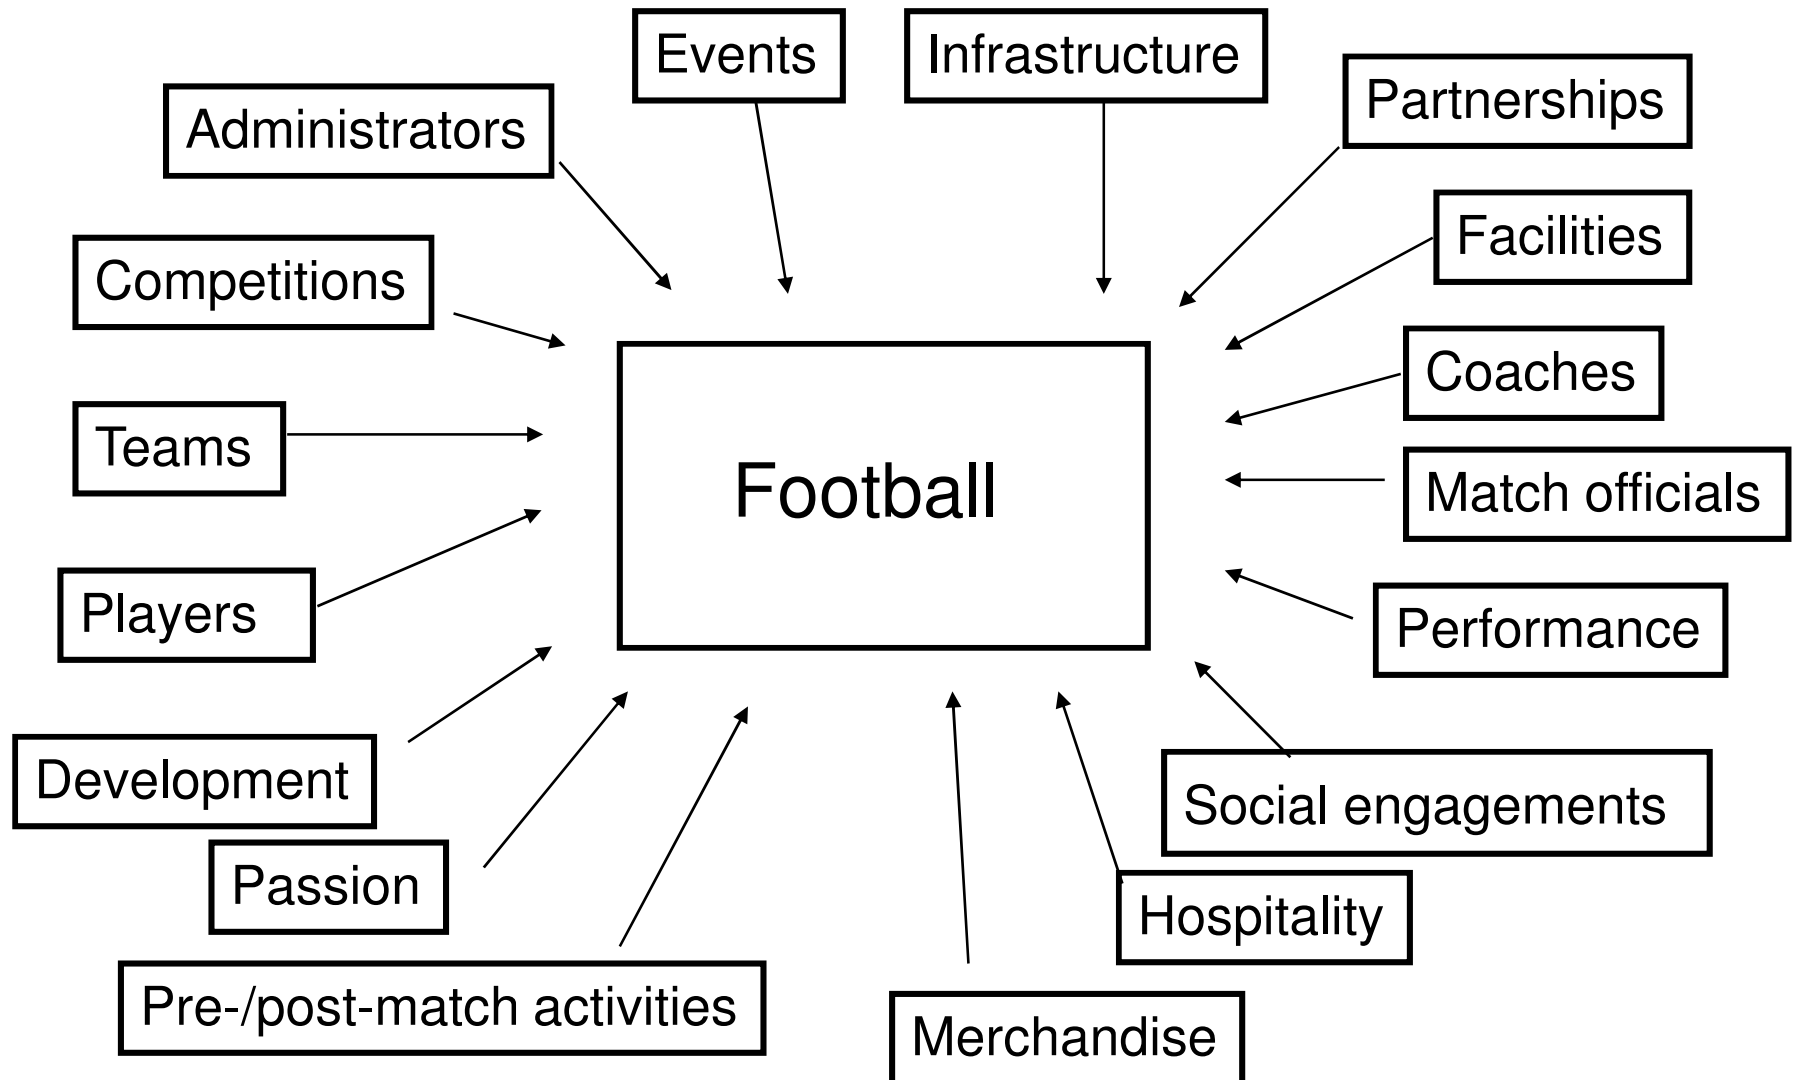 Events
Infrastructure
Partnerships
Administrators
Facilities
Competitions
Coaches
Teams
Match officials
Football
Players
Performance
Development
Social engagements
Passion
Hospitality
Pre-/post-match activities
Merchandise